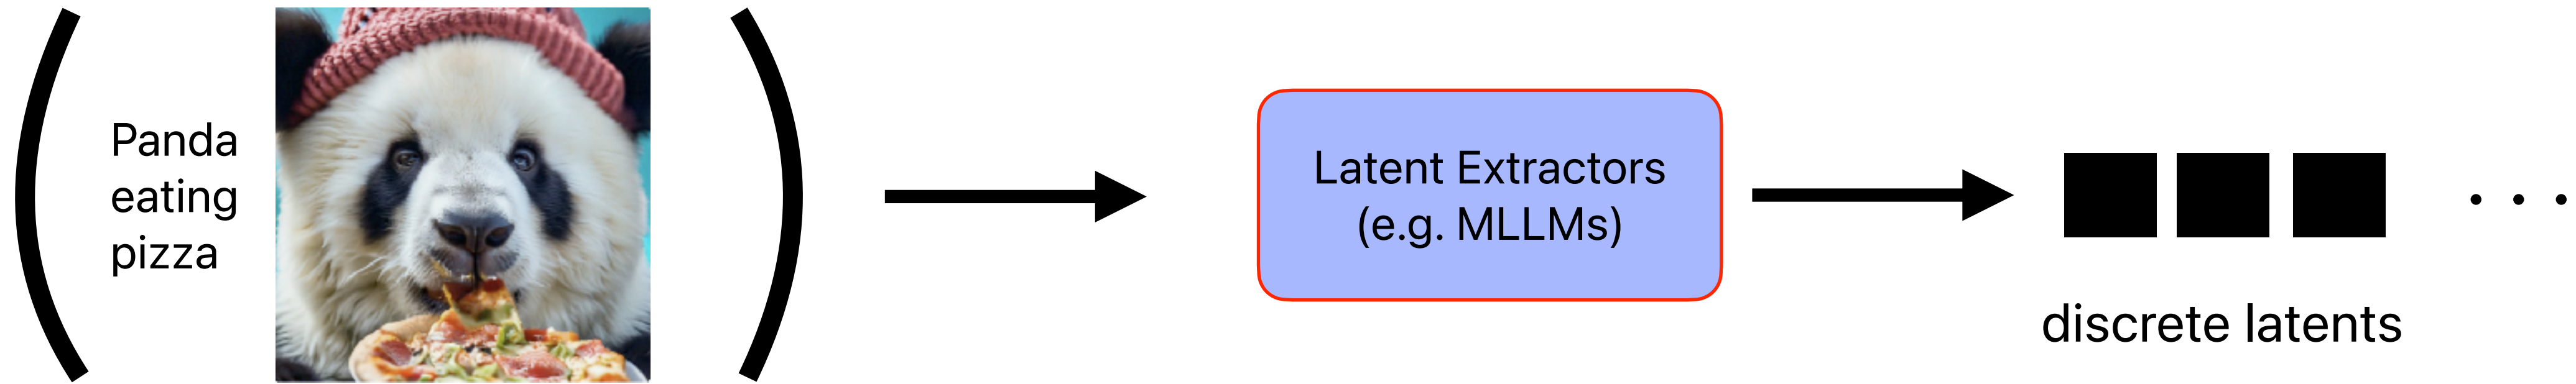 Panda
eating
pizza
Latent Extractors
(e.g. MLLMs)
discrete latents
. . .